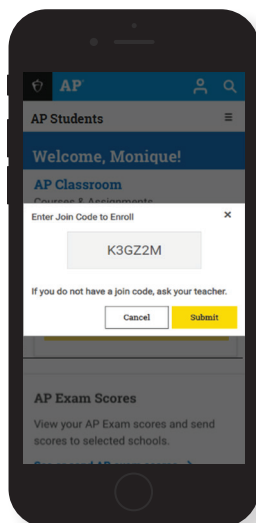 AP
AP Students
Welcome, Monique!
AP Classroom
Courses & Assignments
Enter Join Code to Enroll
K3GZ2M
If you do not have a join code, ask your teacher.
Cancel Submit
AP Exam Scores
View your AP Exam scores and send
scores to selected schools.